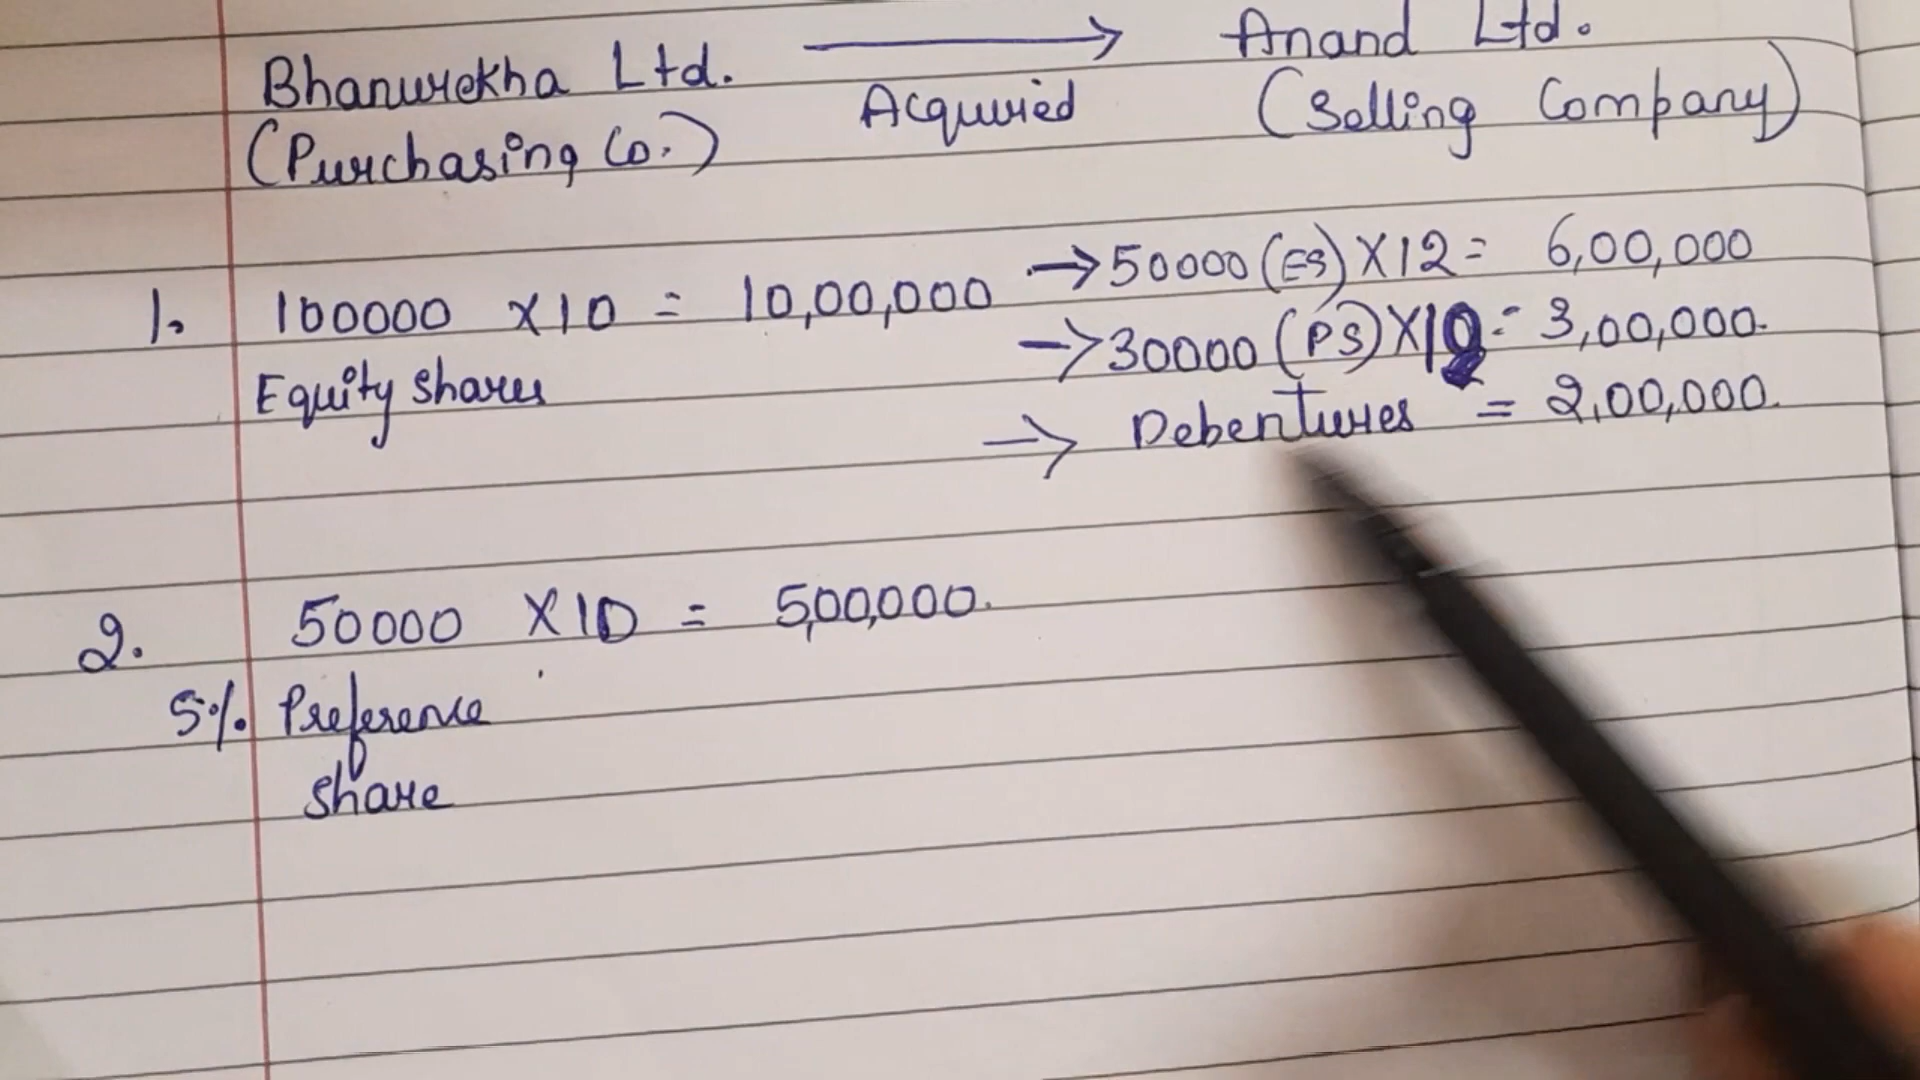 Bhanurekha Ltd. → Anand Ltd.
(Purchasing Co.) Acquried (Selling Company)
1. 100000 X10 = 10,00,000 → 50000 (ES) X12 = 6,00,000
Equity shares → 30000 (PS) X10 = 3,00,000.
→ Debentures = 2,00,000.
2. 50000 X10 = 5,00,000.
5% Preference
share